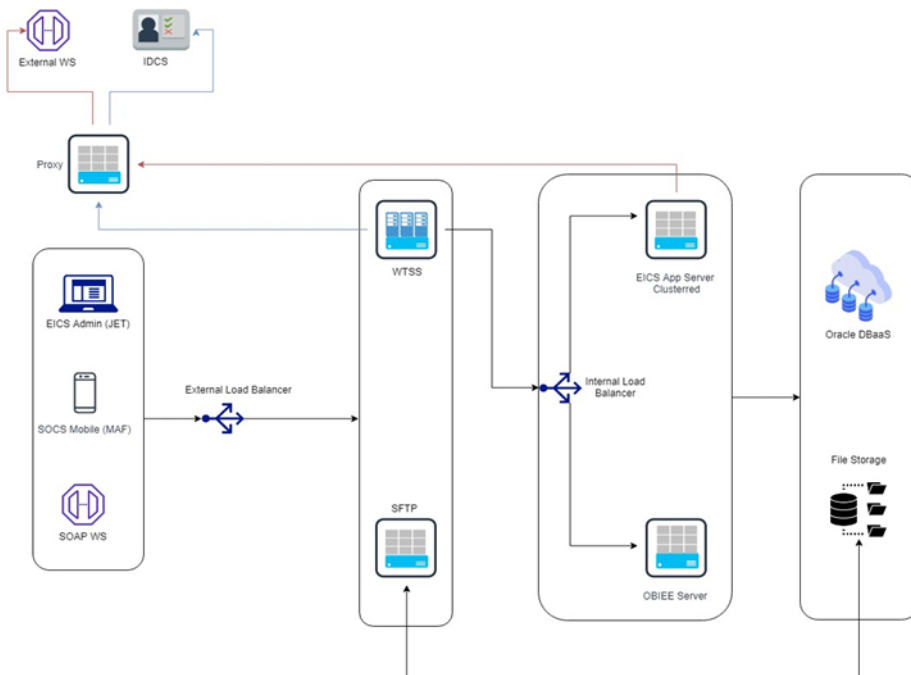 External WS
IDCS
Proxy
WTSS
EICS App Server
Clusterred
EICS Admin (JET)
Oracle DBaaS
External Load Balancer
Internal Load
Balancer
SOCS Mobile (MAF)
File Storage
SFTP
SOAP WS
OBIEE Server